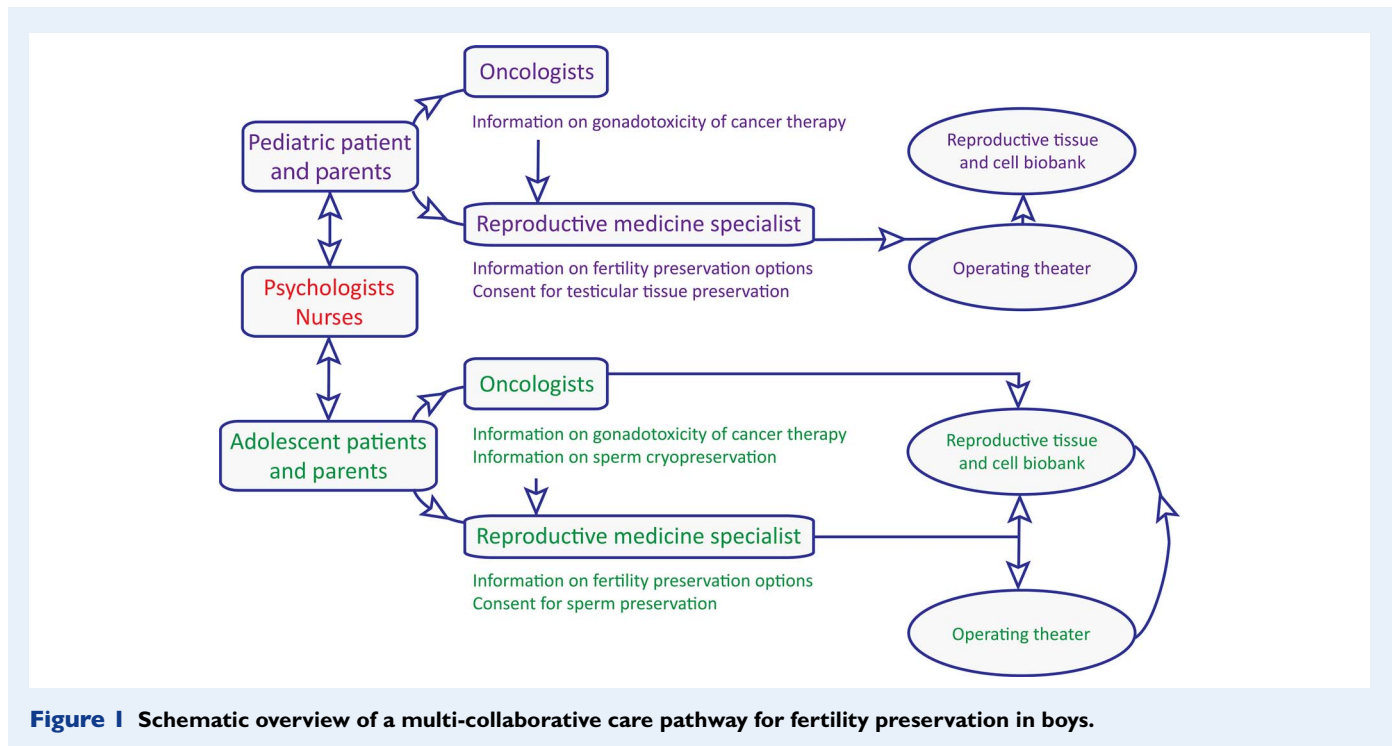 Oncologists
Information on gonadotoxicity of cancer therapy
Pediatric patient
and parents
Reproductive tissue
and cell biobank
Reproductive medicine specialist
Information on fertility preservation options
Consent for testicular tissue preservation
Operating theater
Psychologists
Nurses
Oncologists
Information on gonadotoxicity of cancer therapy
Information on sperm cryopreservation
Adolescent patients
and parents
Reproductive tissue
and cell biobank
Reproductive medicine specialist
Information on fertility preservation options
Consent for sperm preservation
Operating theater
Figure 1 Schematic overview of a multi-collaborative care pathway for fertility preservation in boys.